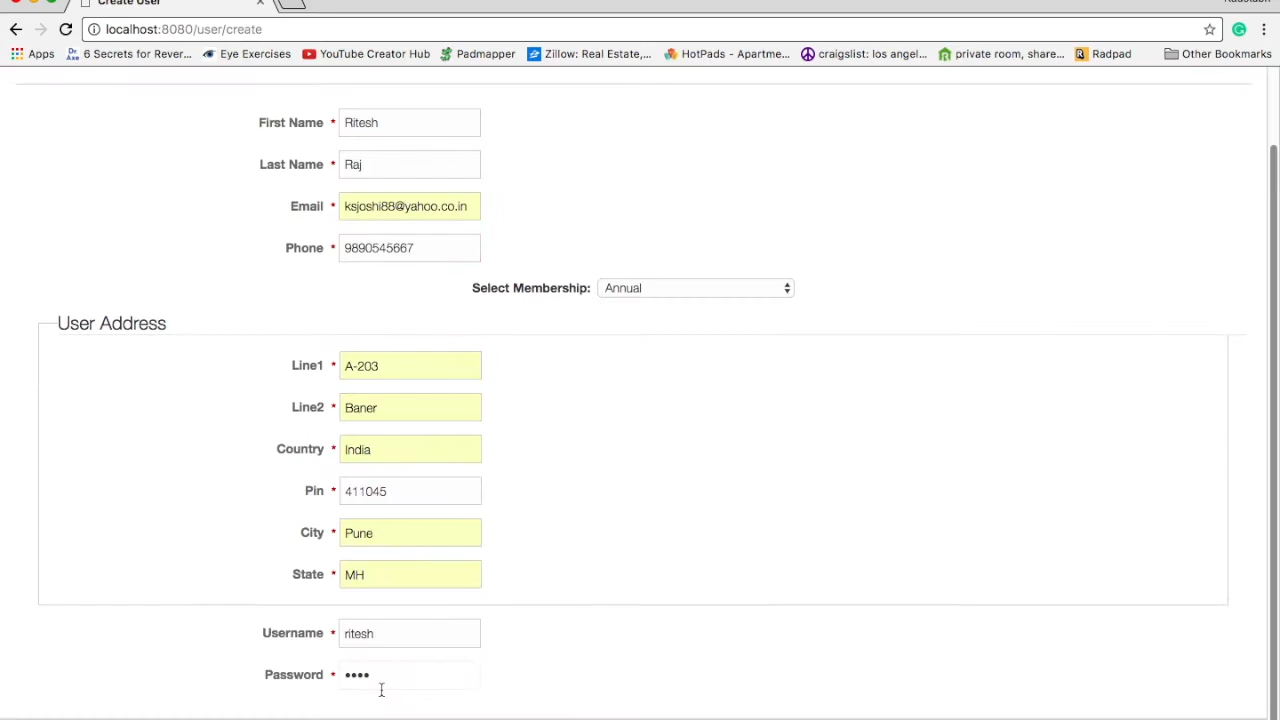 Create User
localhost:8080/user/create
Apps 6 Secrets for Rever... Eye Exercises YouTube Creator Hub Padmapper Zillow: Real Estate,... HotPads - Apartme... craigslist: los angel... private room, share... Radpad Other Bookmarks
First Name * Ritesh
Last Name * Raj
Email * ksjoshi88@yahoo.co.in
Phone * 9890545667
Select Membership: Annual
User Address
Line1 * A-203
Line2 * Baner
Country * India
Pin * 411045
City * Pune
State * MH
Username * ritesh
Password * ••••